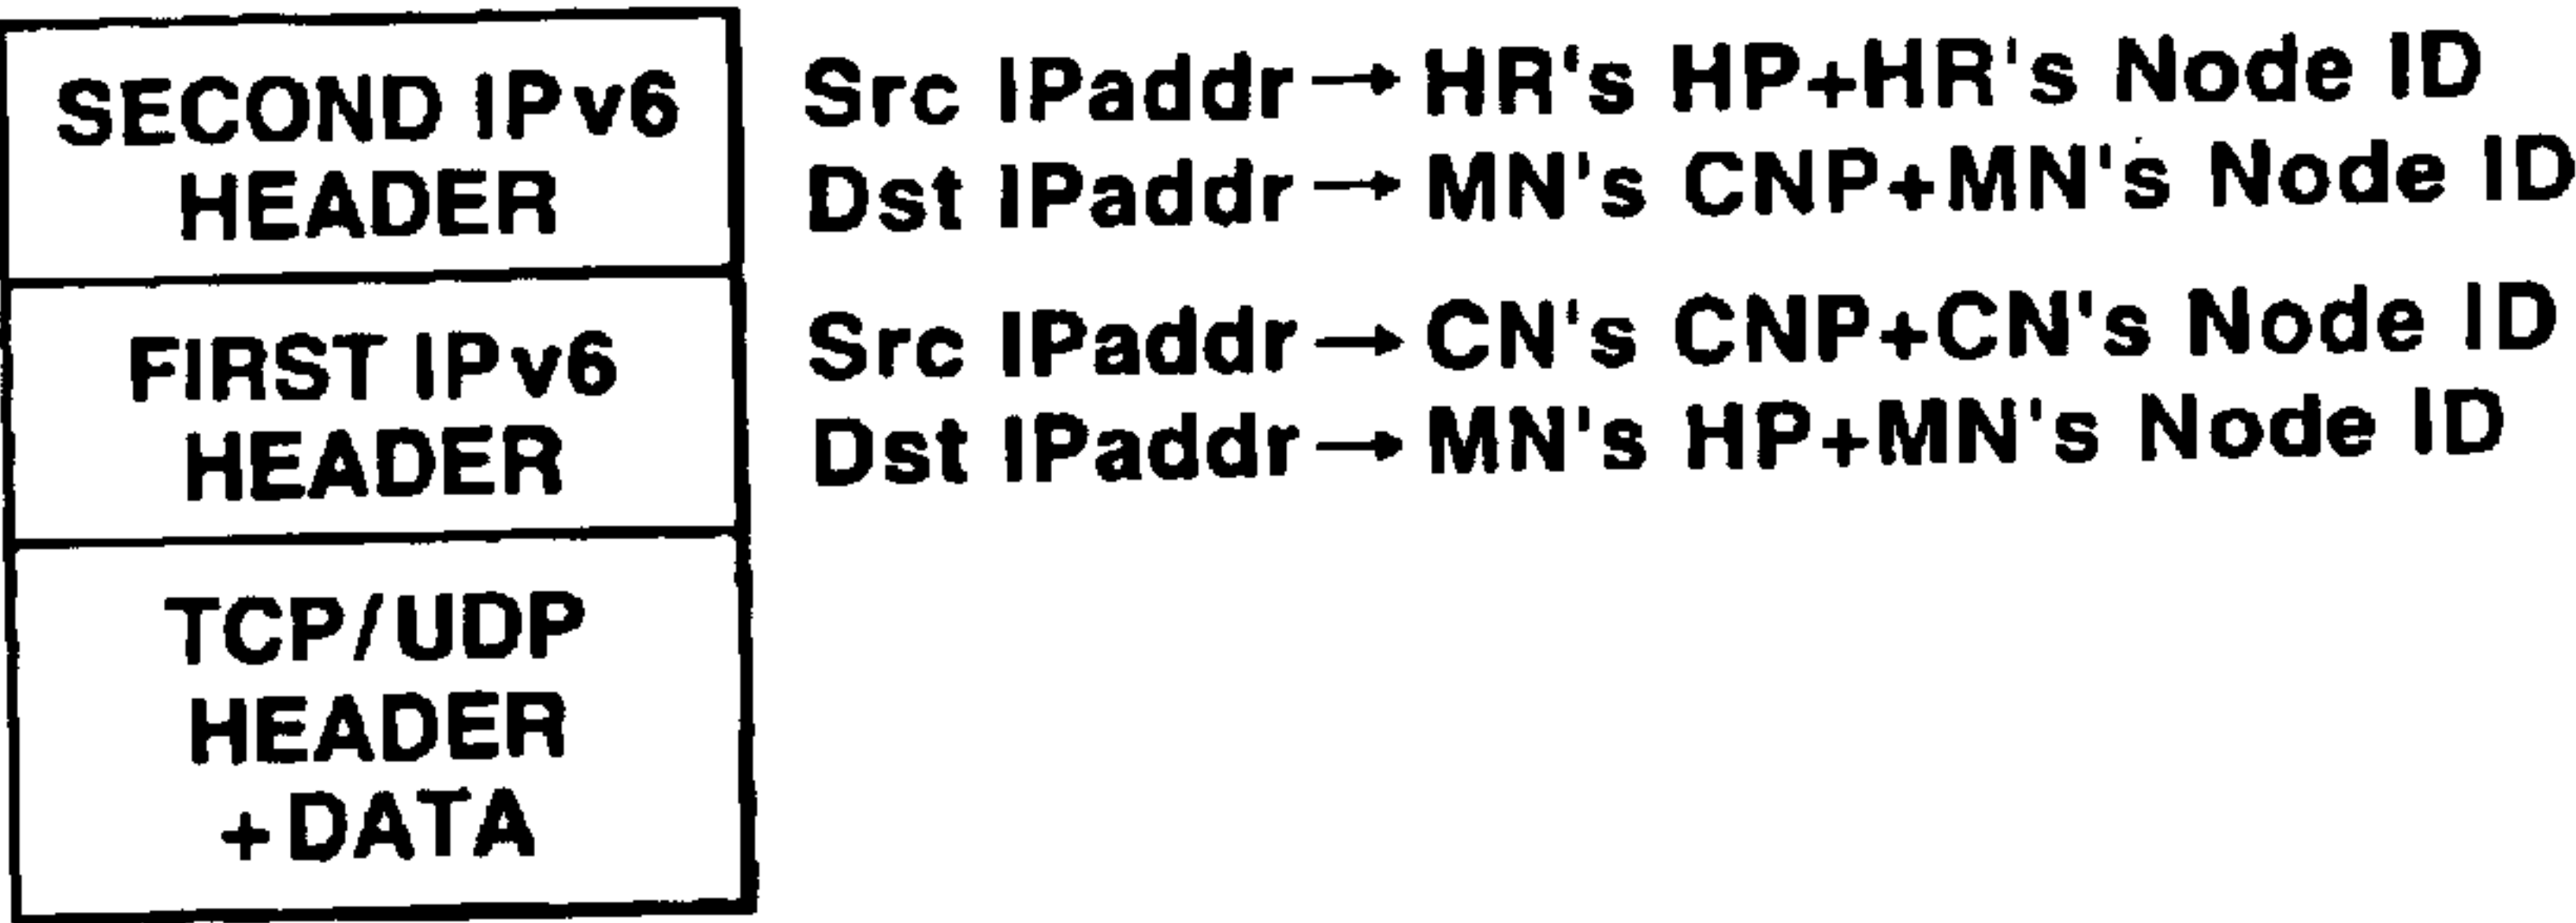 SECOND IPv6
HEADER
Src IPaddr→HR's HP+HR's Node ID
Dst IPaddr→MN's CNP+MN's Node ID
FIRST IPv6
HEADER
Src IPaddr→CN's CNP+CN's Node ID
Dst IPaddr→MN's HP+MN's Node ID
TCP/UDP
HEADER
+DATA